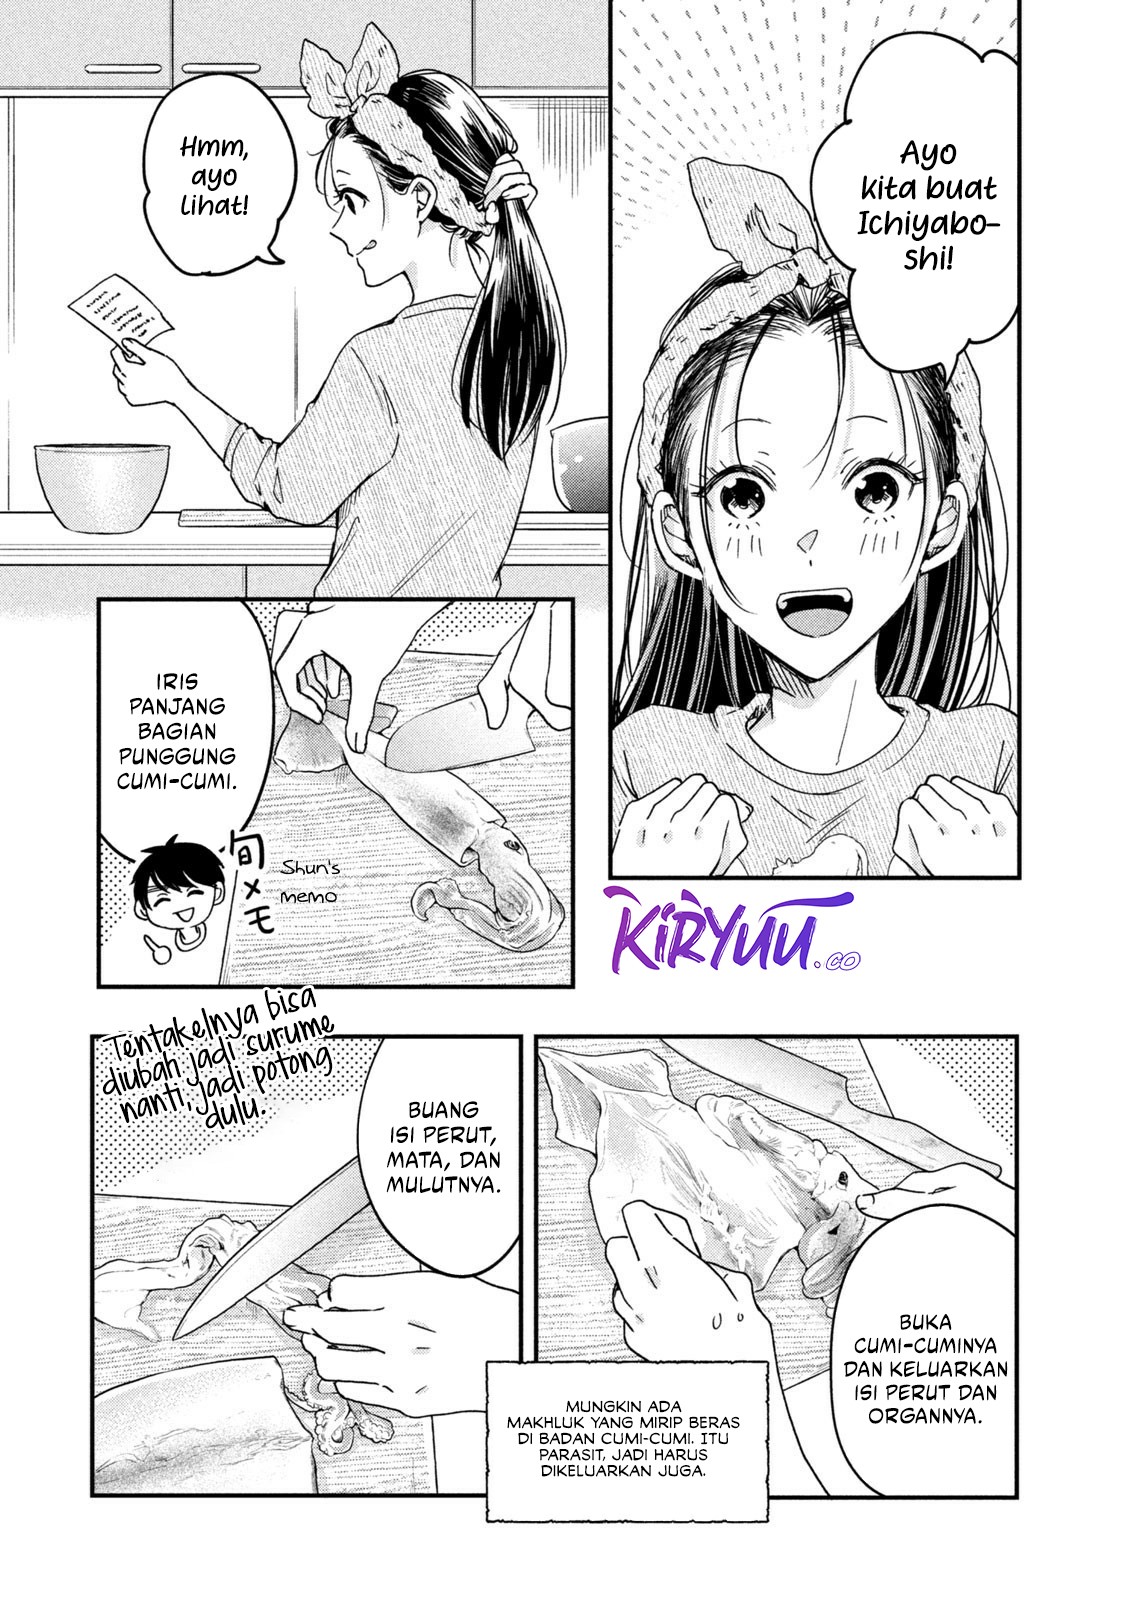 Ayo
kita buat
Ichiyabo-
shi!
Hmm,
ayo
lihat!
IRIS
PANJANG
BAGIAN
PUNGGUNG
CUMI-CUMI.
旬メモ
Shun's
memo
KIRYUU.CO
BUKA
CUMI-CUMINYA
DAN KELUARKAN
ISI PERUT DAN
ORGANNYA.
MUNGKIN ADA
MAKHLUK YANG MIRIP BERAS
DI BADAN CUMI-CUMI. ITU
PARASIT, JADI HARUS
DIKELUARKAN JUGA.
BUANG
ISI PERUT,
MATA, DAN
MULUTNYA.
Tentakelnya bisa
diubah jadi surume
nanti, jadi potong
dulu.